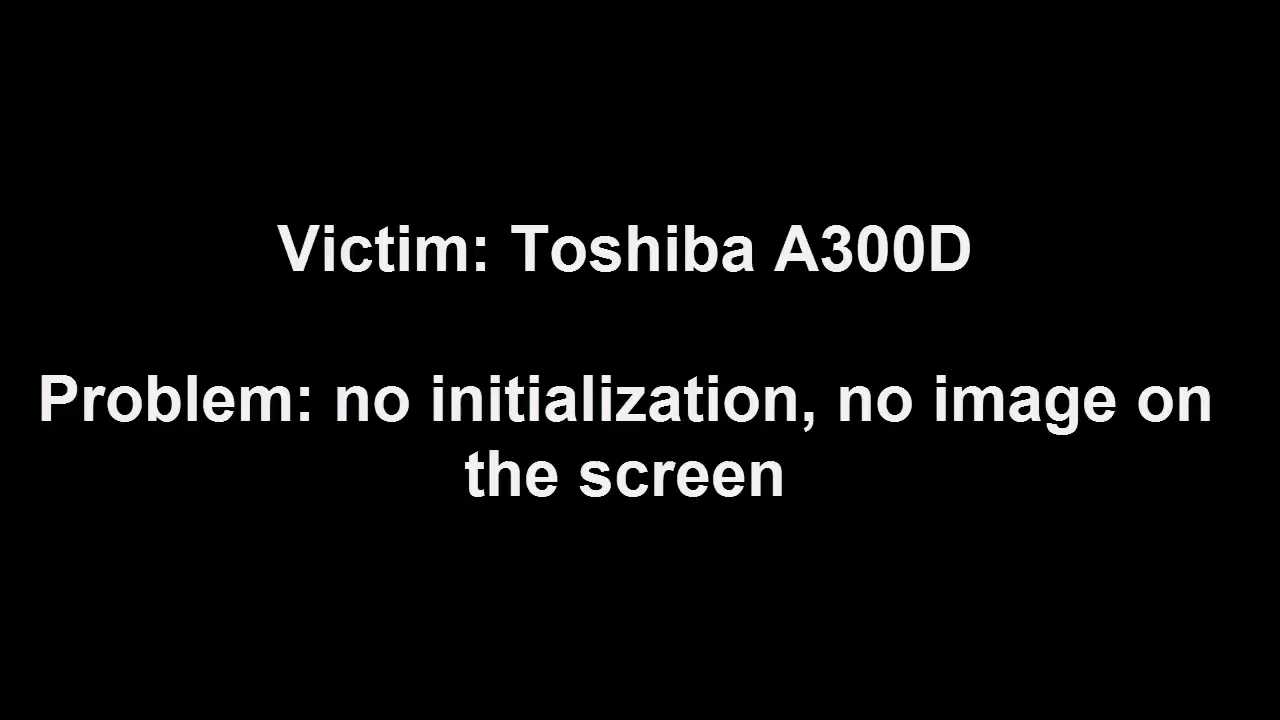 Victim: Toshiba A300D
Problem: no initialization, no image on
the screen